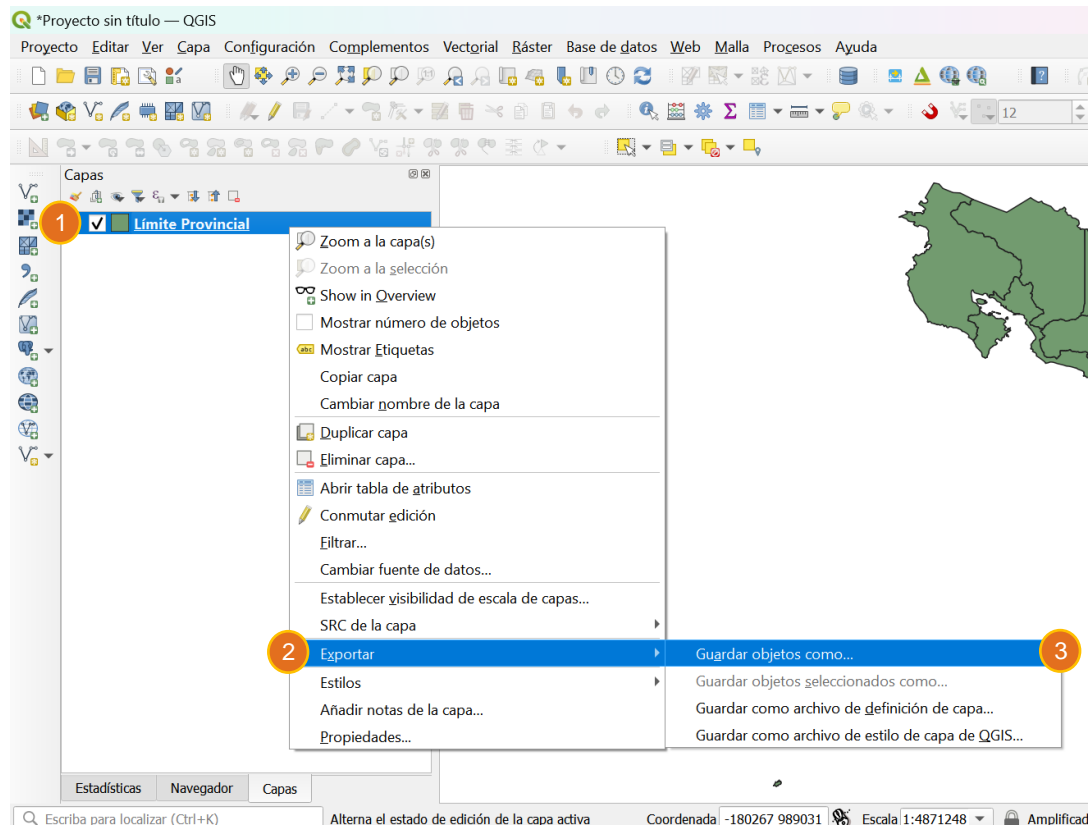 *Proyecto sin título — QGIS
Proyecto Editar Ver Capa Configuración Complementos Vectorial Ráster Base de datos Web Malla Procesos Ayuda
12
Capas
1
Límite Provincial
Zoom a la capa(s)
Zoom a la selección
Show in Overview
Mostrar número de objetos
abc Mostrar Etiquetas
Copiar capa
Cambiar nombre de la capa
Duplicar capa
Eliminar capa...
Abrir tabla de atributos
Conmutar edición
Filtrar...
Cambiar fuente de datos...
Establecer visibilidad de escala de capas...
SRC de la capa
2 Exportar
Guardar objetos como... 3
Estilos
Guardar objetos seleccionados como...
Añadir notas de la capa...
Guardar como archivo de definición de capa...
Propiedades...
Guardar como archivo de estilo de capa de QGIS...
Estadísticas Navegador Capas
Escriba para localizar (Ctrl+K) Alterna el estado de edición de la capa activa Coordenada -180267 989031 Escala 1:4871248 Amplificad